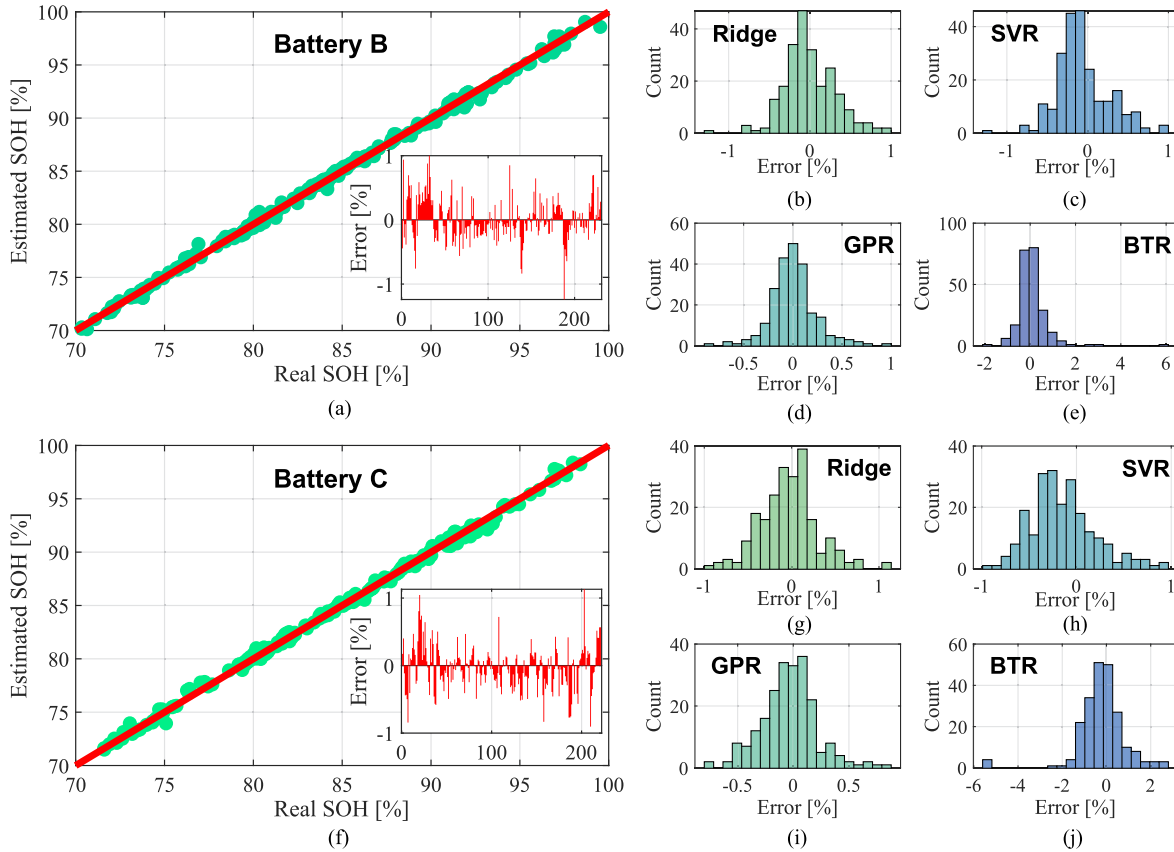 Battery B
Estimated SOH [%]
100
95
90
85
80
75
70
70 75 80 85 90 95 100
Real SOH [%]
Error [%]
1
0
-1
0 100 200
(a)
Ridge
Count
40
20
0
-1 0 1
Error [%]
(b)
SVR
Count
40
20
0
-1 0 1
Error [%]
(c)
GPR
Count
60
40
20
0
-0.5 0 0.5 1
Error [%]
(d)
BTR
Count
100
50
0
-2 0 2 4 6
Error [%]
(e)
Battery C
Estimated SOH [%]
100
95
90
85
80
75
70
70 75 80 85 90 95 100
Real SOH [%]
Error [%]
1
0
-1
0 100 200
(f)
Ridge
Count
40
20
0
-1 0 1
Error [%]
(g)
SVR
Count
40
20
0
-1 0 1
Error [%]
(h)
GPR
Count
40
20
0
-0.5 0 0.5
Error [%]
(i)
BTR
Count
60
40
20
0
-6 -4 -2 0 2
Error [%]
(j)